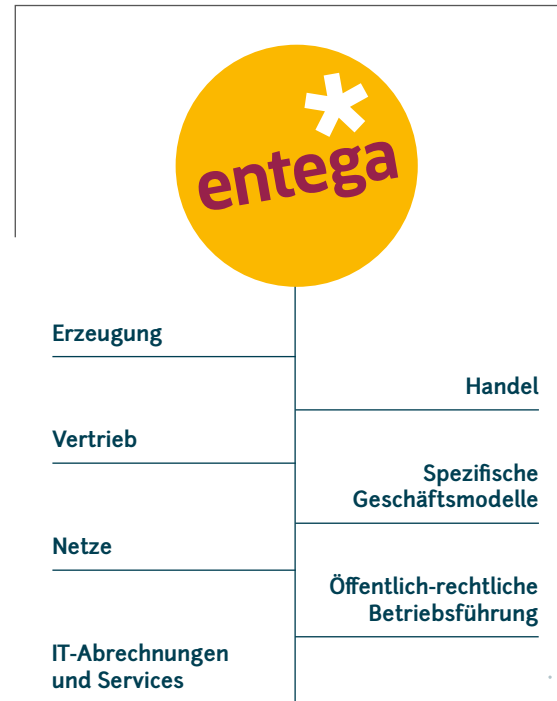 entega
Erzeugung
Handel
Vertrieb
Spezifische
Geschäftsmodelle
Netze
Öffentlich-rechtliche
Betriebsführung
IT-Abrechnungen
und Services